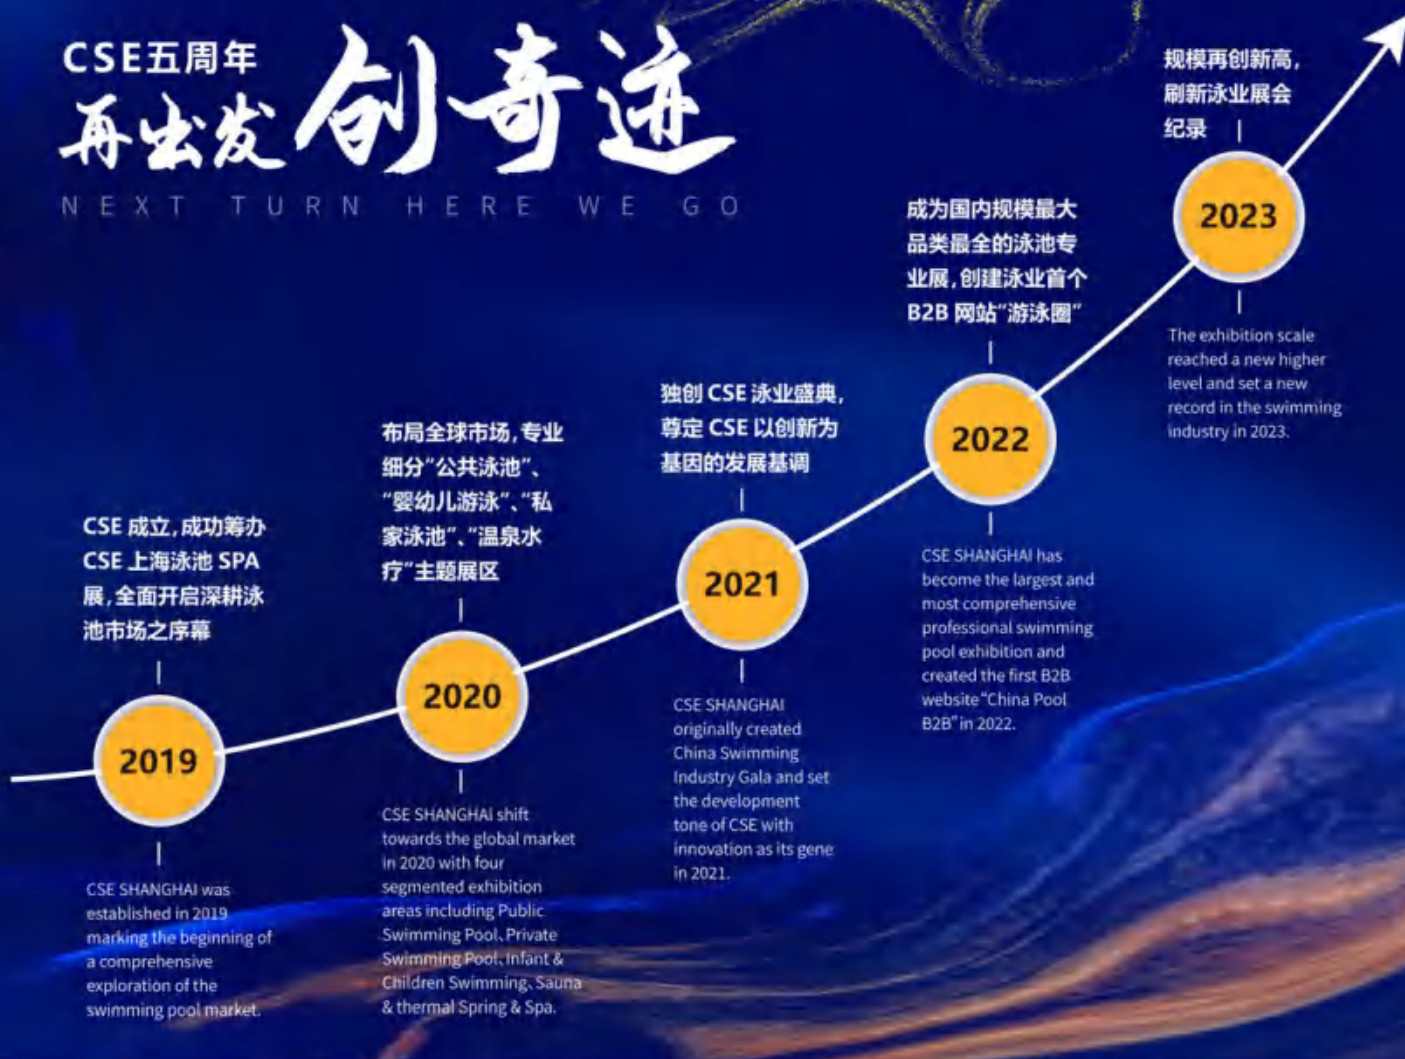 CSE五周年
再出发创奇迹
NEXT TURN HERE WE GO
CSE 成立,成功筹办
CSE 上海泳池 SPA
展,全面开启深耕泳
池市场之序幕
2019
CSE SHANGHAI was
established in 2019
marking the beginning of
a comprehensive
exploration of the
swimming pool market.
布局全球市场,专业
细分“公共泳池”、
“婴幼儿游泳”、“私
家泳池”、“温泉水
疗”主题展区
2020
CSE SHANGHAI shift
towards the global market
in 2020 with four
segmented exhibition
areas including Public
Swimming Pool、Private
Swimming Pool、Infant &
Children Swimming、Sauna
& thermal Spring & Spa.
独创 CSE 泳业盛典,
尊定 CSE 以创新为
基因的发展基调
2021
CSE SHANGHAI
originally created
China Swimming
Industry Gala and set
the development
tone of CSE with
innovation as its gene
in 2021.
成为国内规模最大
品类最全的泳池专
业展,创建泳业首个
B2B 网站“游泳圈”
2022
CSE SHANGHAI has
become the largest and
most comprehensive
professional swimming
pool exhibition and
created the first B2B
website“China Pool
B2B”in 2022.
规模再创新高,
刷新泳业展会
纪录
2023
The exhibition scale
reached a new higher
level and set a new
record in the swimming
industry in 2023.